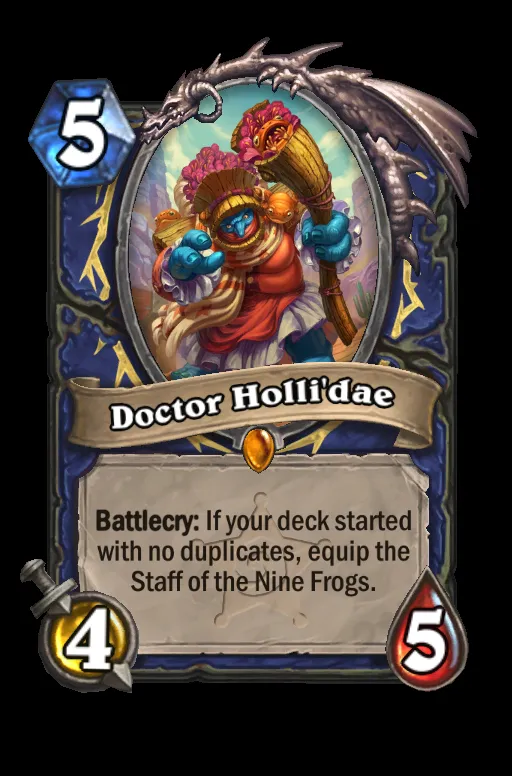 5
Doctor Holli'dae
Battlecry: If your deck started
with no duplicates, equip the
Staff of the Nine Frogs.
4
5